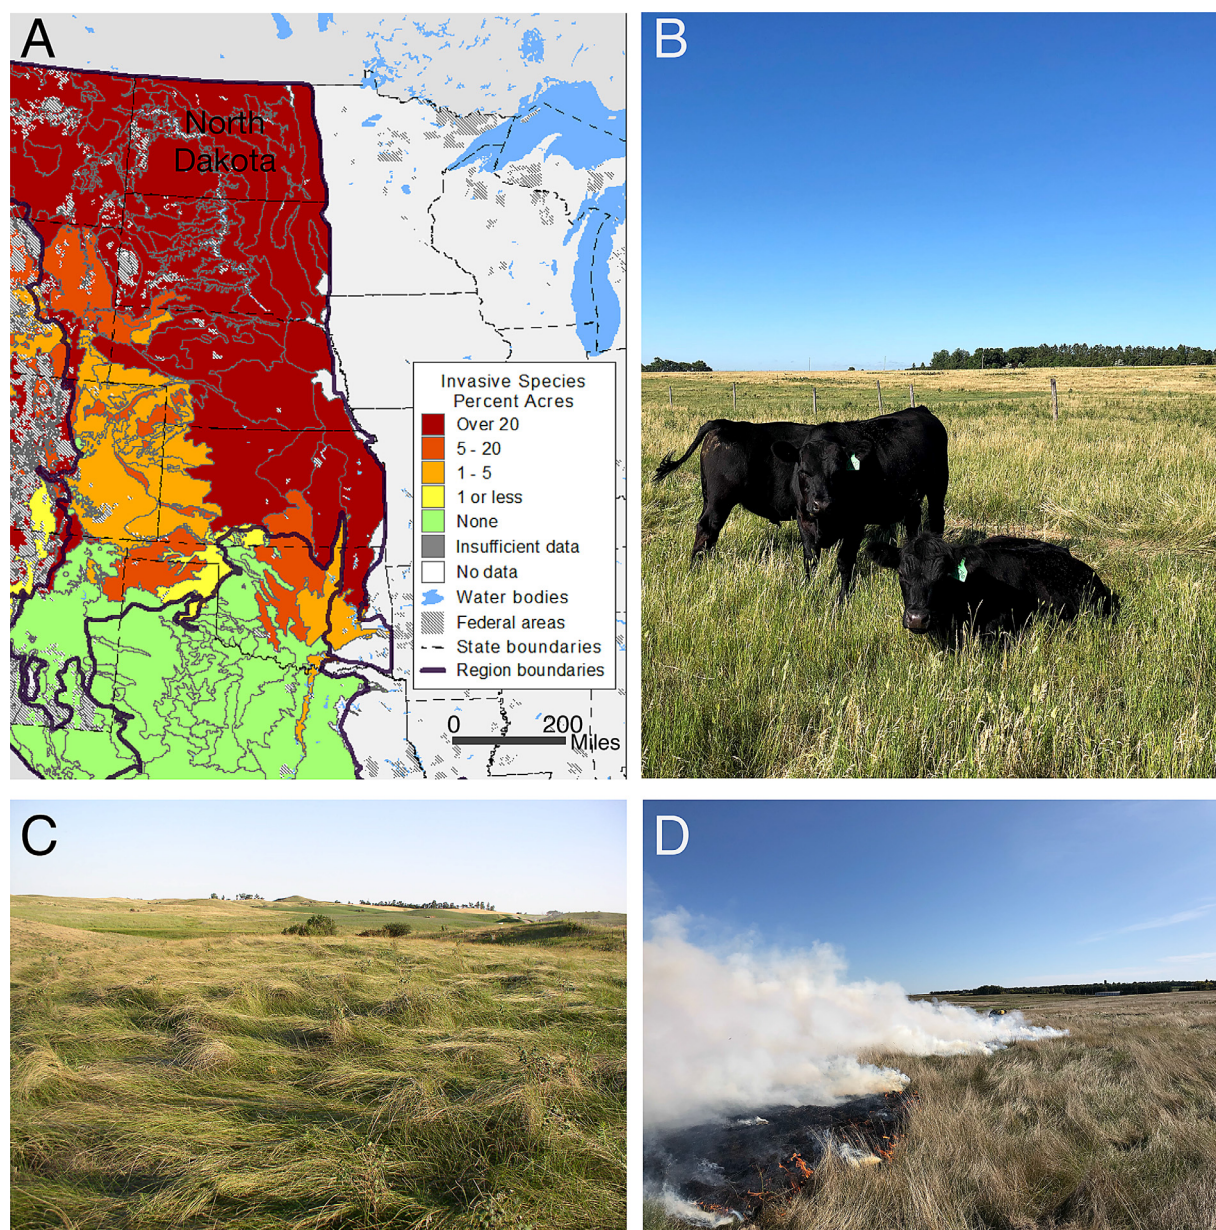 A
North
Dakota
Invasive Species
Percent Acres
Over 20
5 - 20
1 - 5
1 or less
None
Insufficient data
No data
Water bodies
Federal areas
State boundaries
Region boundaries
0 200
Miles
B
C
D